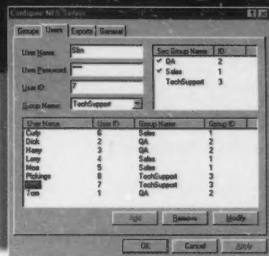 Configure NFS Server
Groups Users Exports General
User Name: Slim
User Password:
User ID: 7
Group Name: TechSupport
Sec Group Name ID
QA 2
Sales 1
TechSupport 3
User Name User ID Group Name Group ID
Curly 6 Sales 1
Dick 2 QA 2
Harry 3 QA 2
Larry 4 Sales 1
Moe 5 Sales 1
Pickings 8 TechSupport 3
7 TechSupport 3
Tom 1 QA 2
Add Remove Modify
OK Cancel Apply